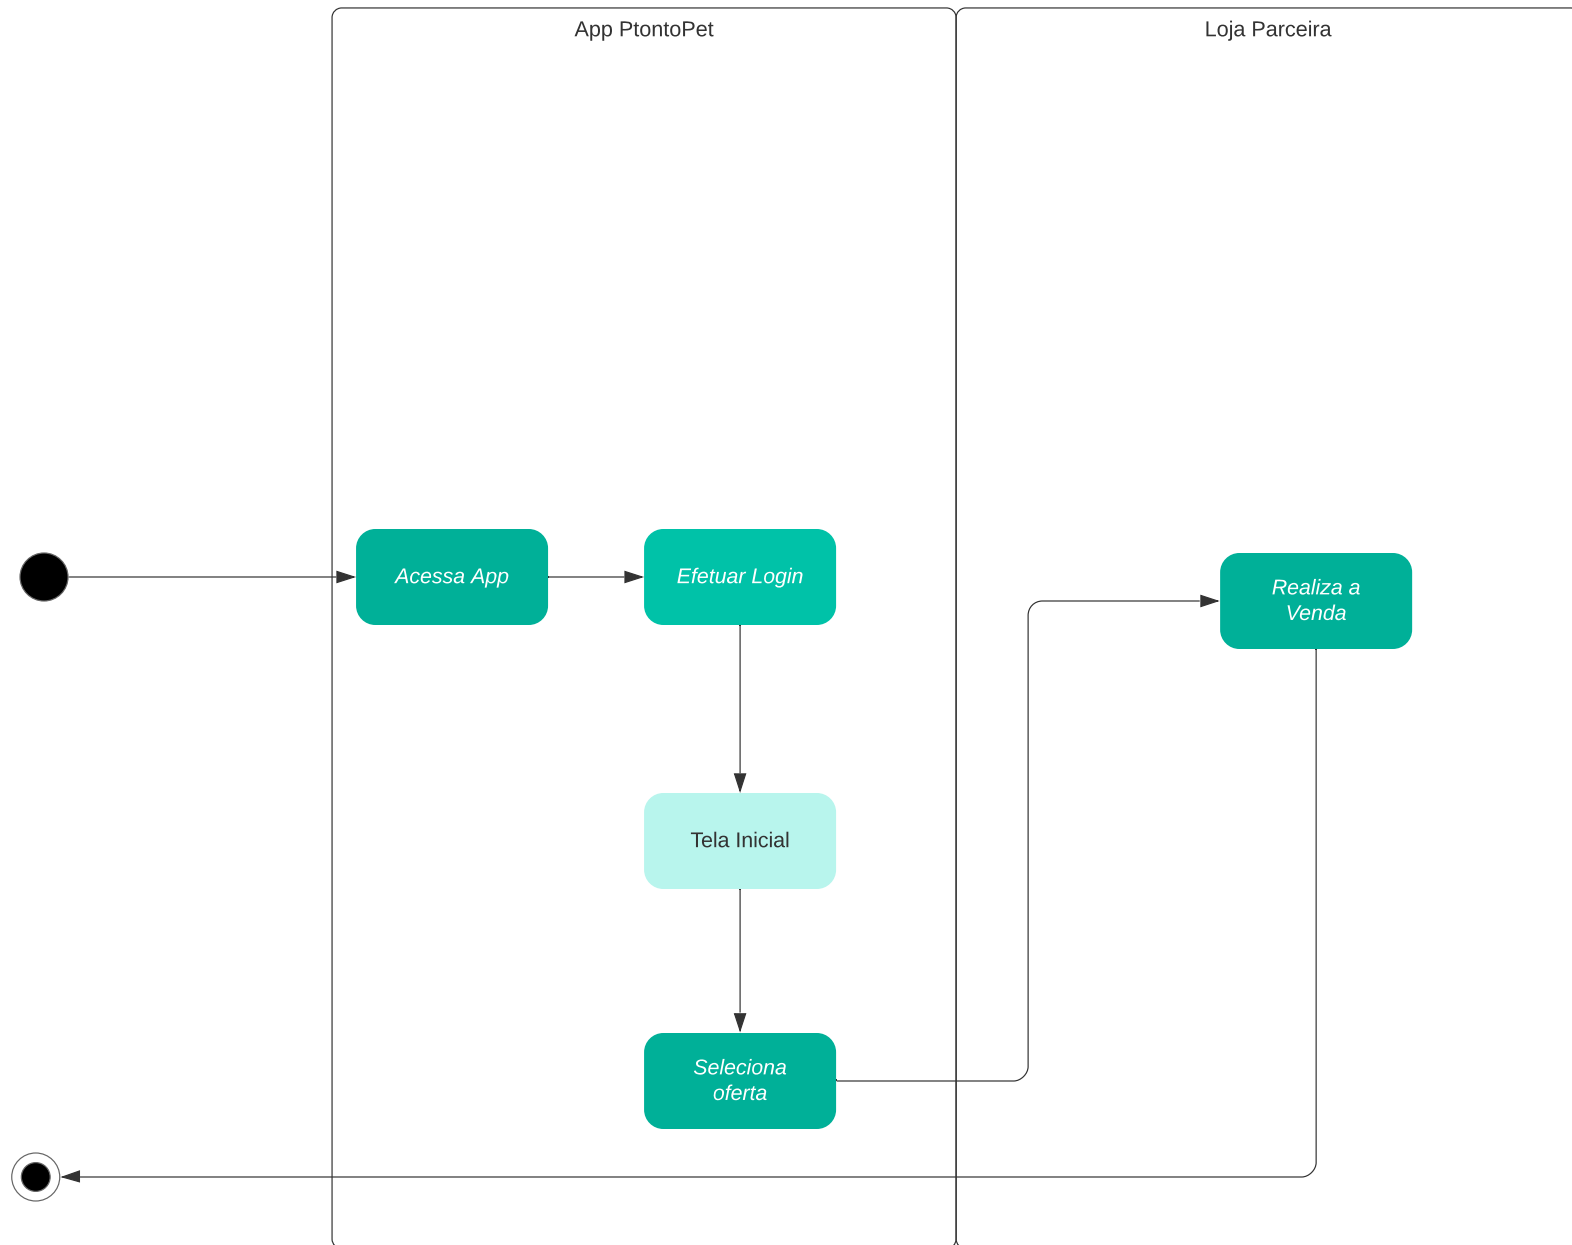 App PtontoPet
Loja Parceira
Acessa App
Efetuar Login
Realiza a
Venda
Tela Inicial
Seleciona
oferta